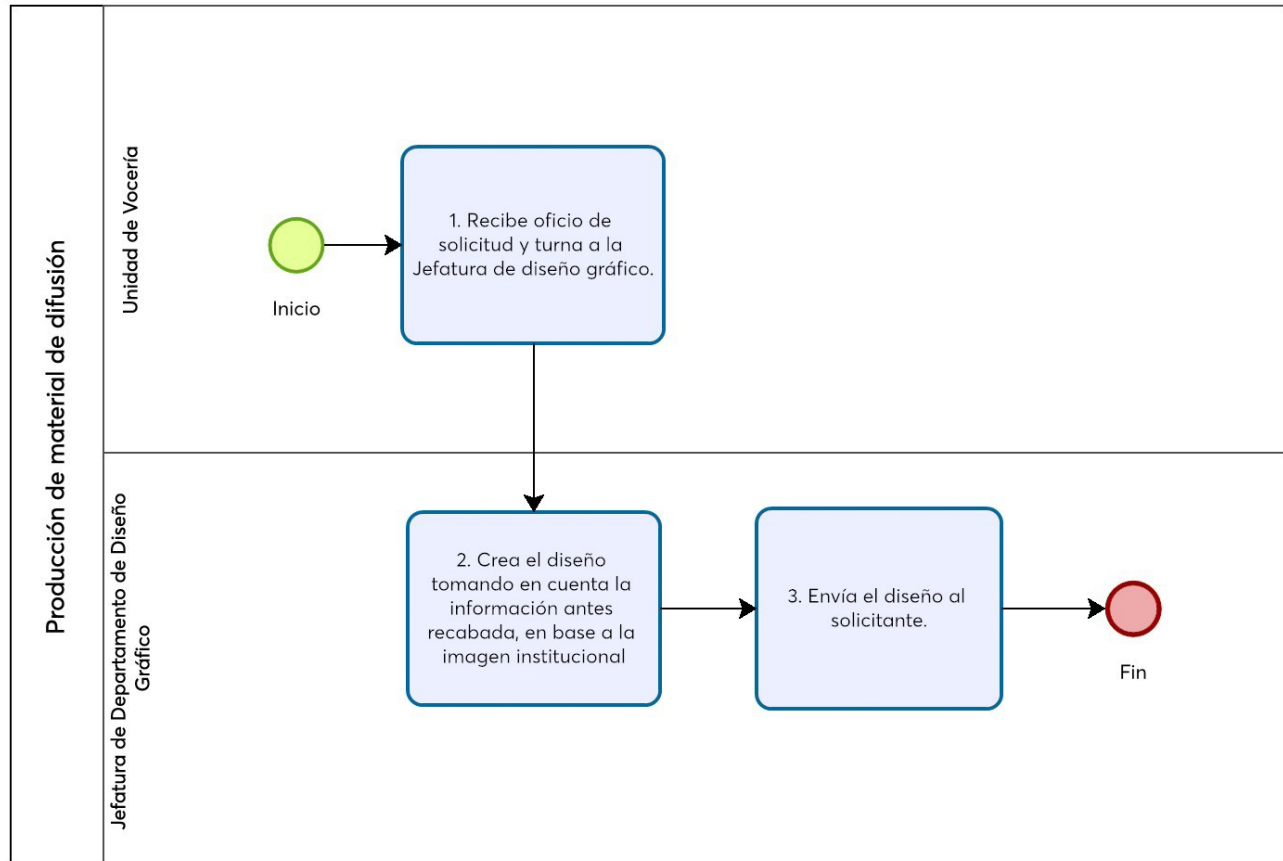 Producción de material de difusión
Unidad de Vocería
Inicio
1. Recibe oficio de
solicitud y turna a la
Jefatura de diseño gráfico.
Jefatura de Departamento de Diseño
Gráfico
2. Crea el diseño
tomando en cuenta la
información antes
recabada, en base a la
imagen institucional
3. Envía el diseño al
solicitante.
Fin